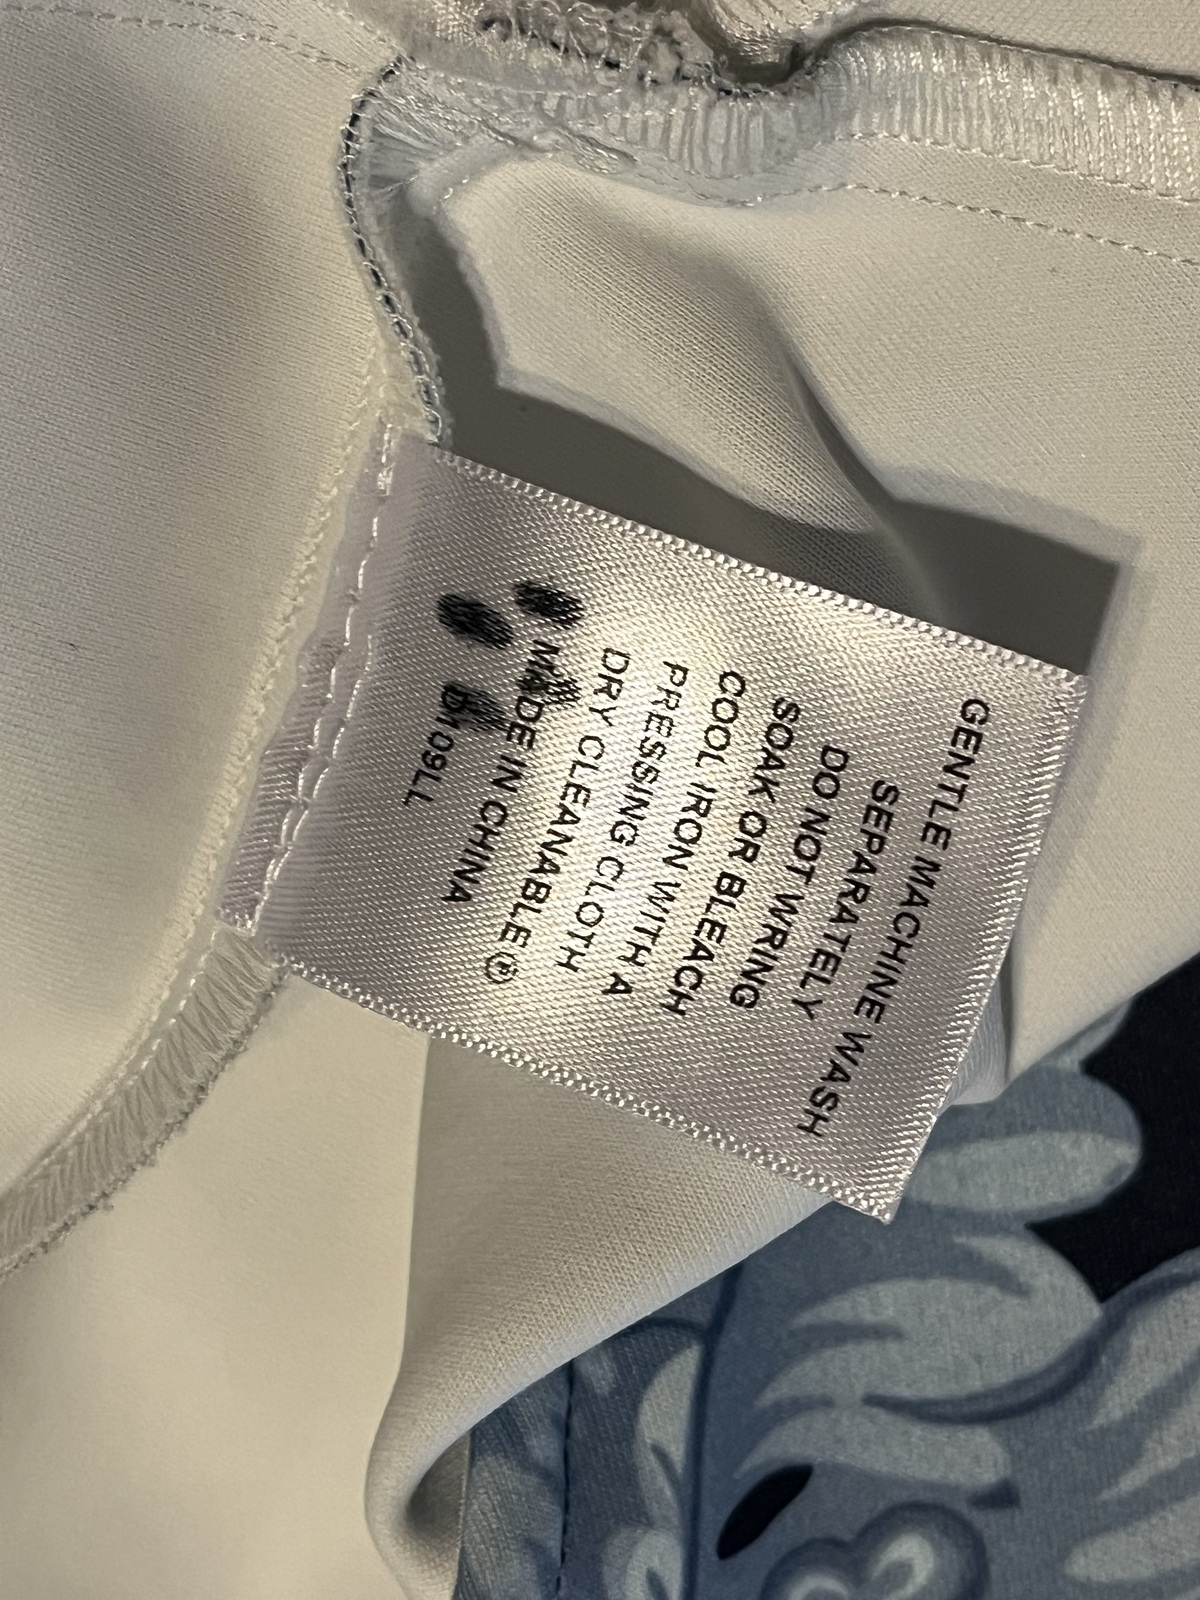 GENTLE MACHINE WASH
SEPARATELY
DO NOT WRING
SOAK OR BLEACH
COOL IRON WITH A
PRESSING CLOTH
DRY CLEANABLE Ⓟ
MADE IN CHINA